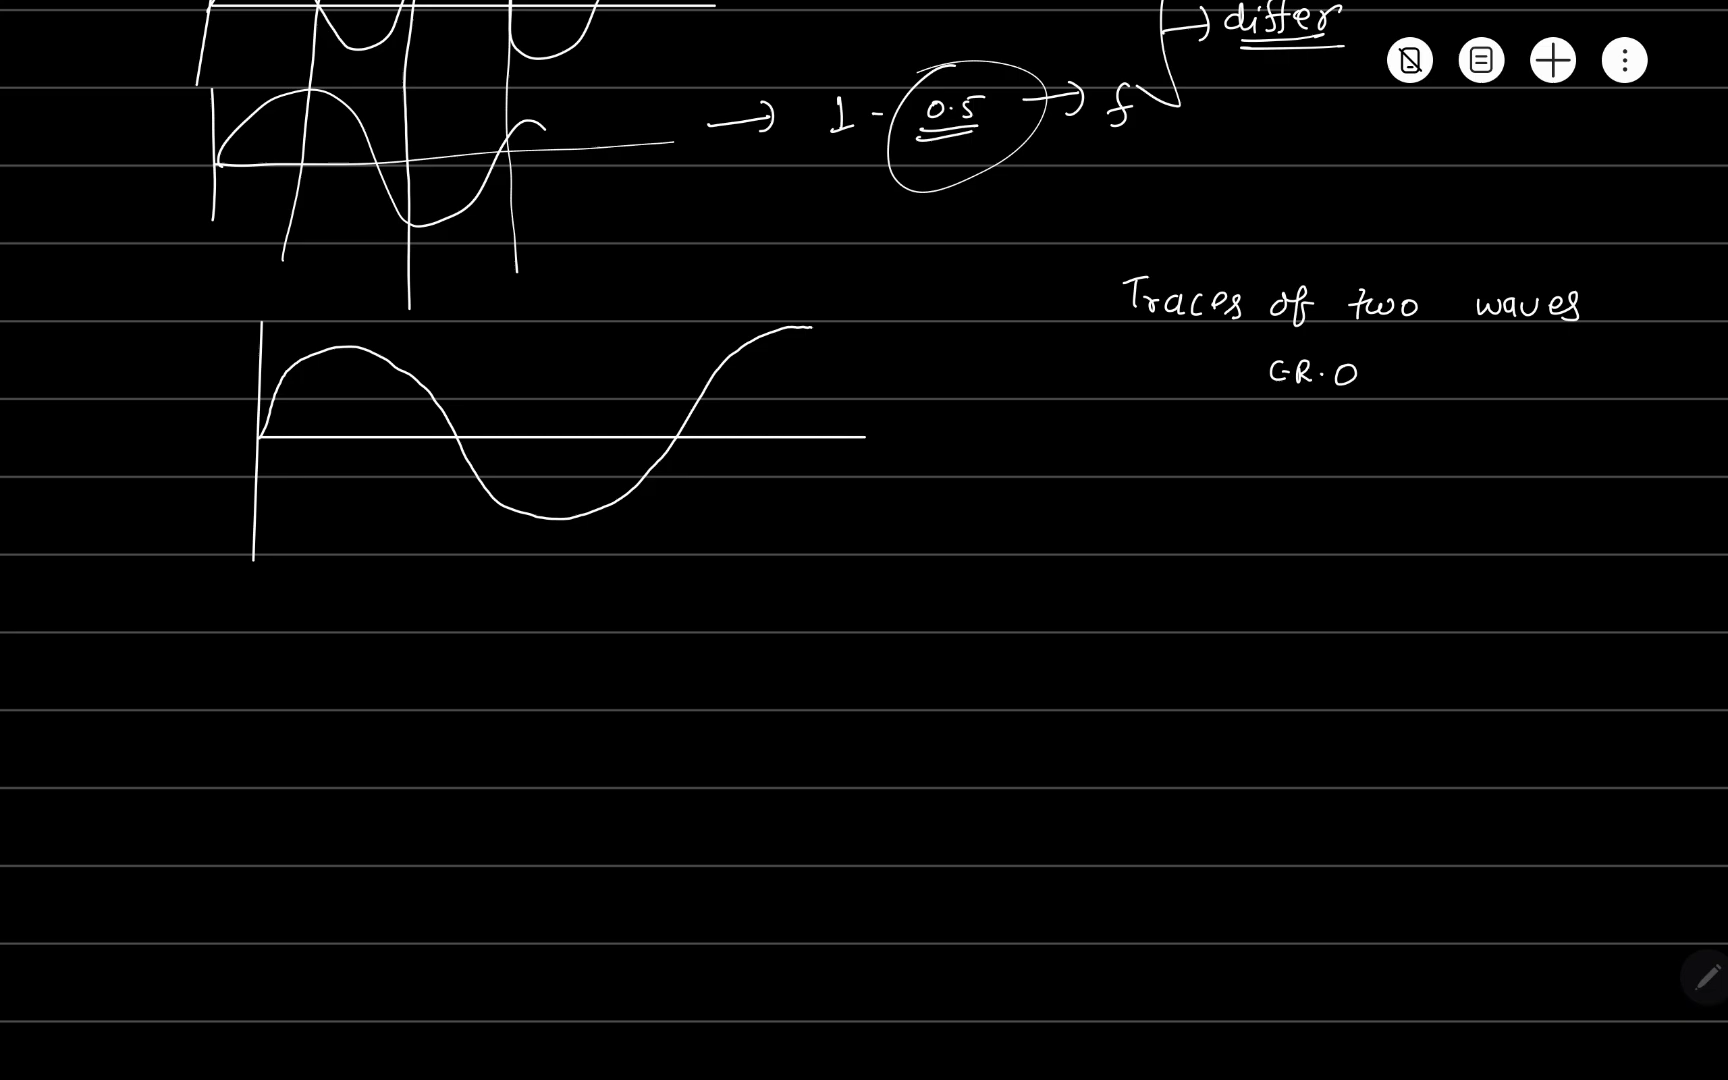 → differ
→ 1 - 0.5 → f
Traces of two waves
C.R.O